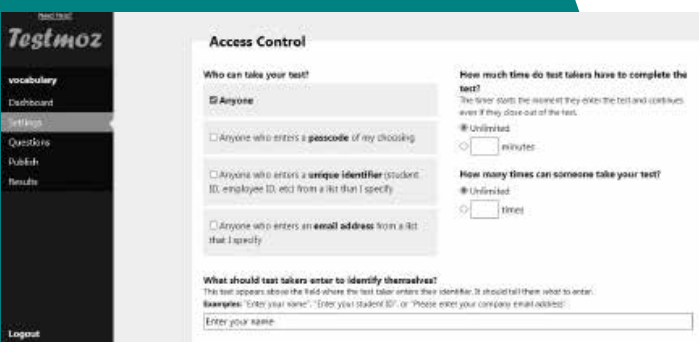 Need Help?
Testmoz
vocabulary
Dashboard
Settings
Questions
Publish
Results
Logout
Access Control
Who can take your test?
Anyone
Anyone who enters a passcode of my choosing
Anyone who enters a unique identifier (student
ID, employee ID, etc) from a list that I specify
Anyone who enters an email address from a list
that I specify
How much time do test takers have to complete the
test?
The timer starts the moment they enter the test and continues
even if they close out of the test.
Unlimited
minutes
How many times can someone take your test?
Unlimited
times
What should test takers enter to identify themselves?
This text appears above the field where the test taker enters their identifier. It should tell them what to enter.
Examples: "Enter your name", "Enter your student ID", or "Please enter your company email address"
Enter your name